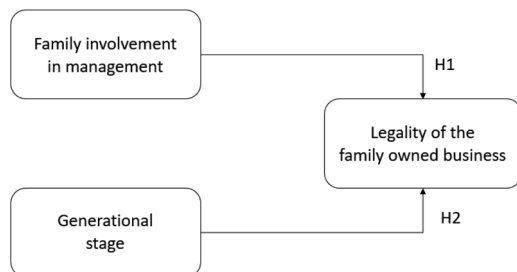 Family involvement
in management
H1
Legality of the
family owned business
Generational
stage
H2